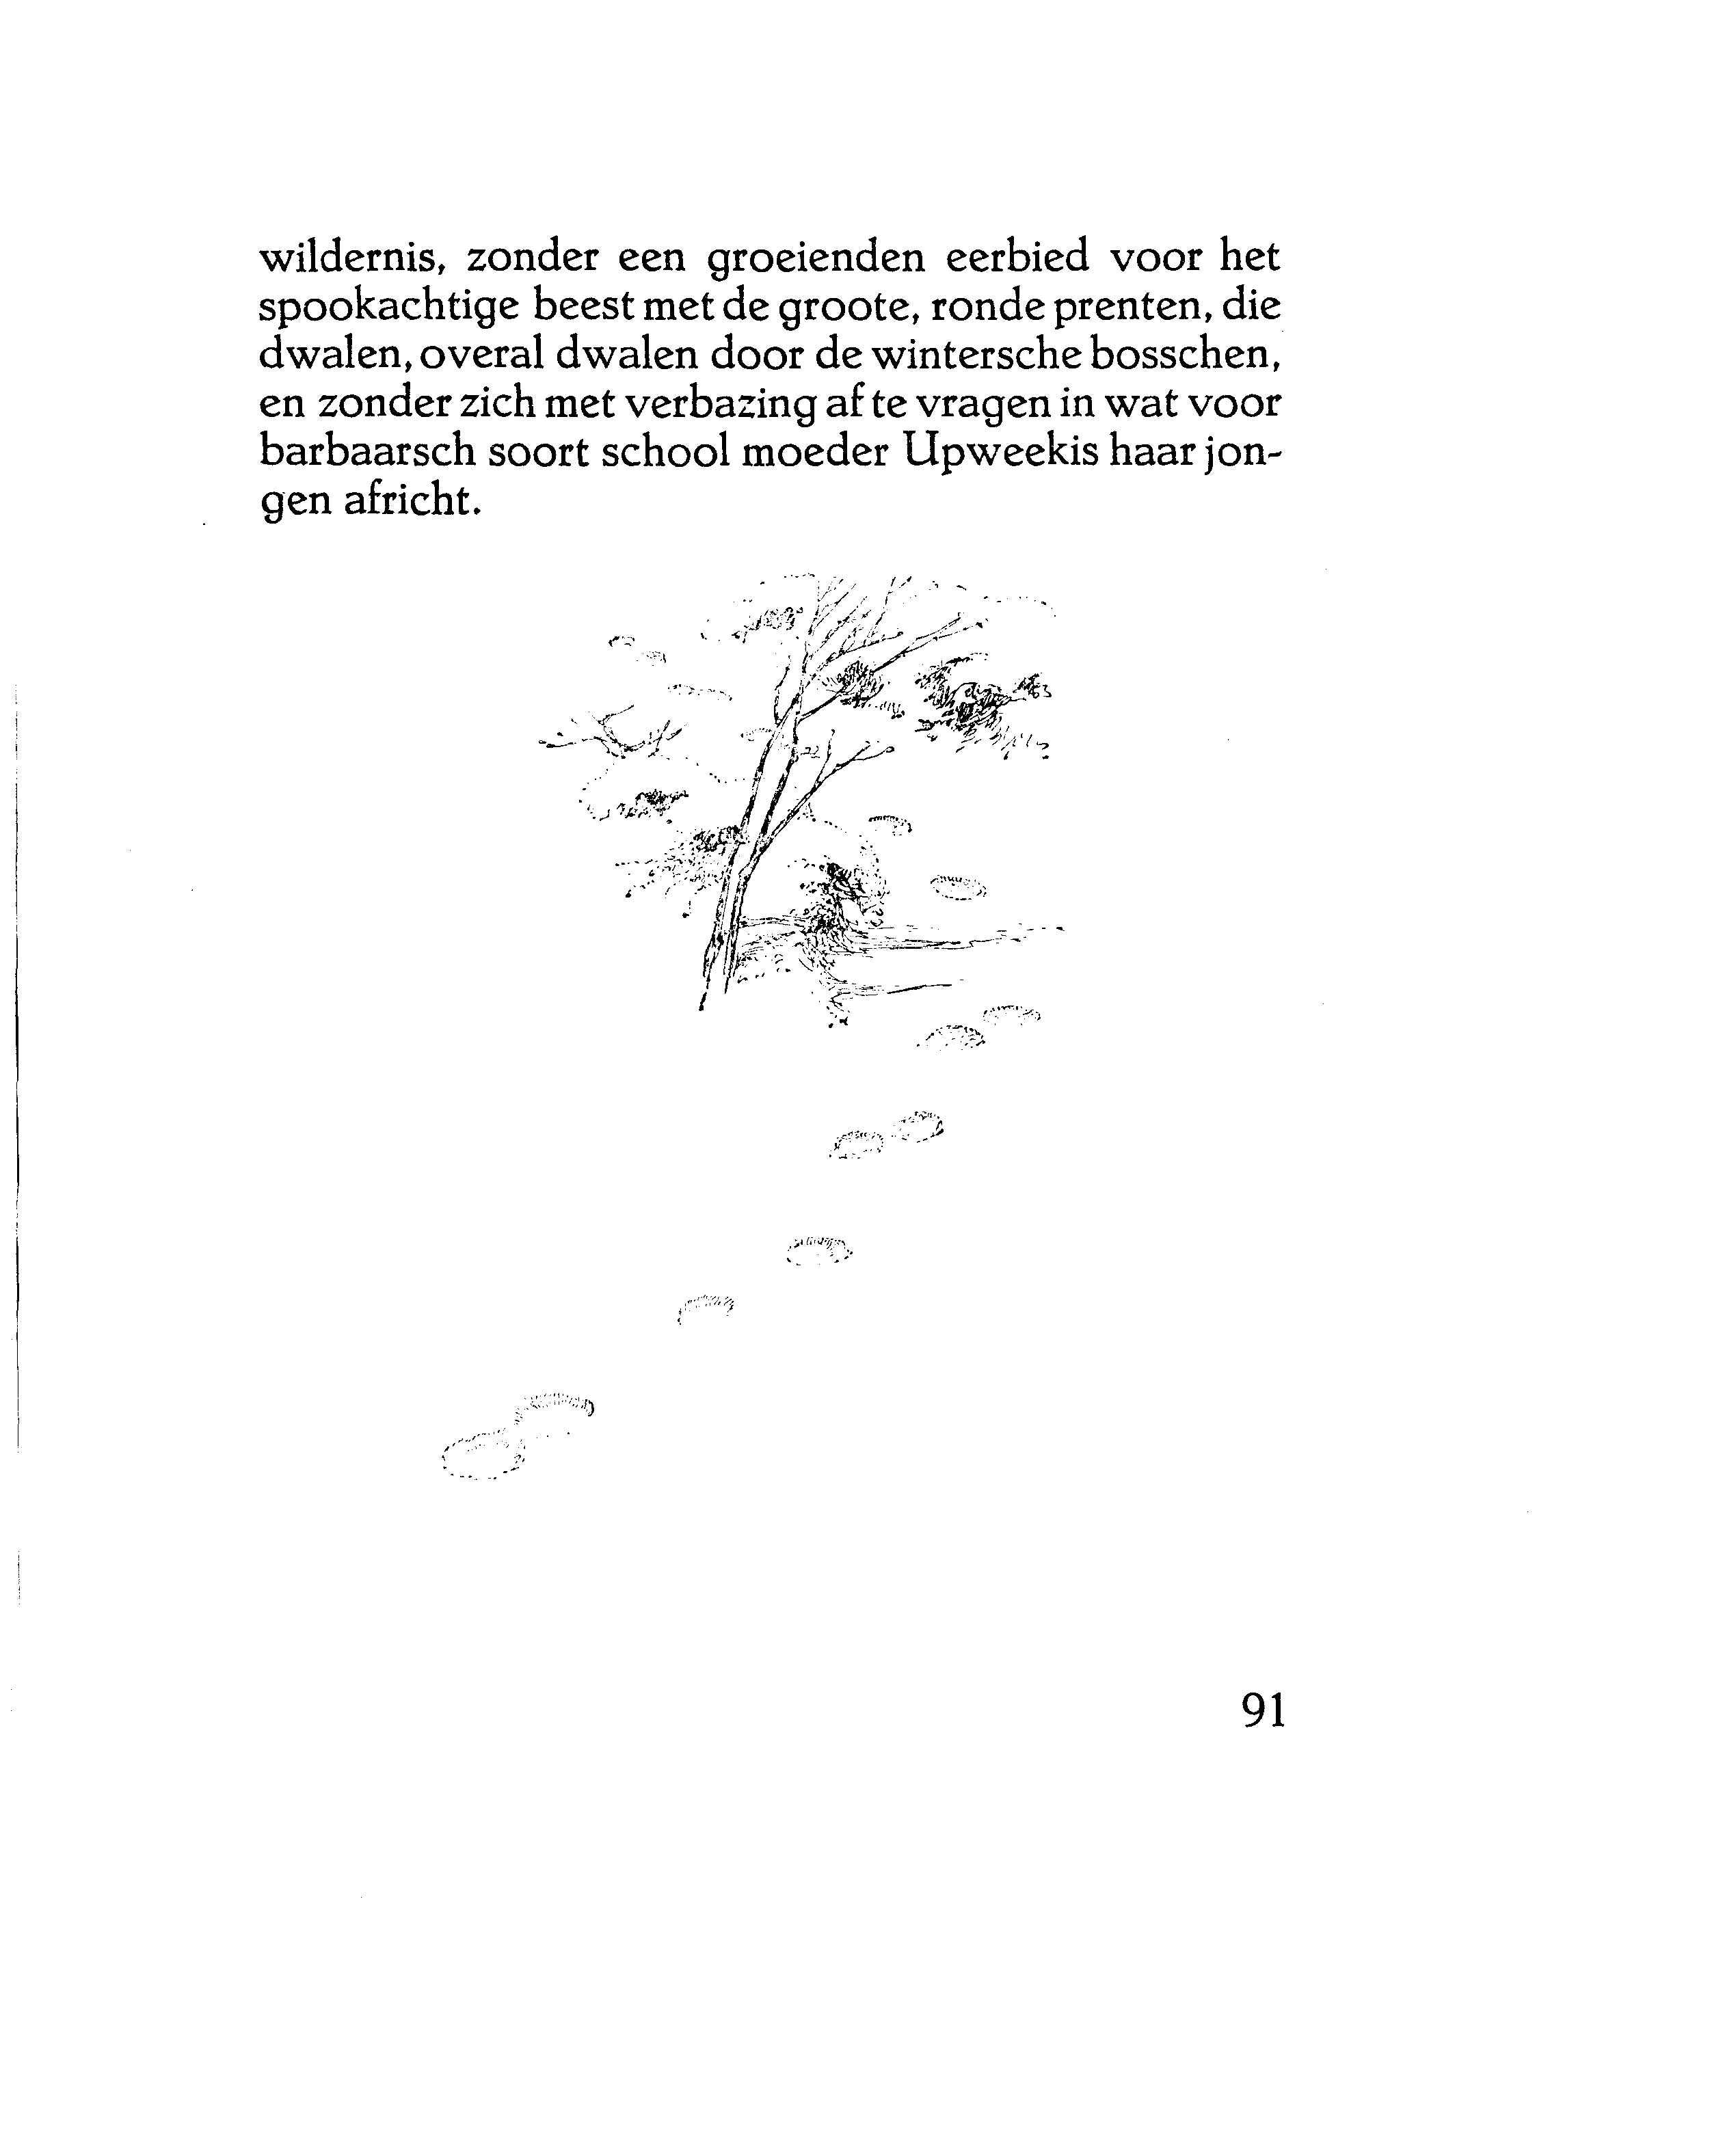 wildernis, zonder een groeienden eerbied voor het
spookachtige beest met de groote, ronde prenten, die
dwalen, overal dwalen door de wintersche bosschen,
en zonder zich met verbazing af te vragen in wat voor
barbaarsch soort school moeder Upweekis haar jon-
gen africht.
91